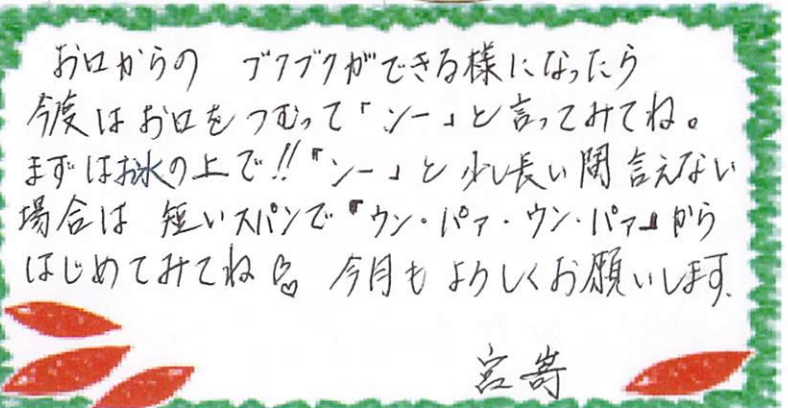 お口からの ブクブクができる様になったら
今度はお口をつむって「ンー」と言ってみてね。
まずはお水の上で!!『ンー』と少し長い間言えない
場合は 短いスパンで『ウン・パァ・ウン・パァ』から
はじめてみてね 今月もよろしくお願いします。
宮嵜